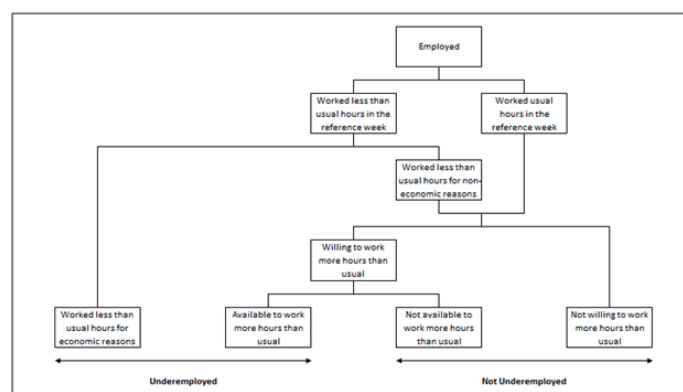 Employed
Worked less than
usual hours in the
reference week
Worked usual
hours in the
reference week
Worked less than
usual hours for non-
economic reasons
Willing to work
more hours than
usual
Worked less than
usual hours for
economic reasons
Available to work
more hours than
usual
Not available to
work more hours
than usual
Not willing to work
more hours than usual
Underemployed
Not Underemployed